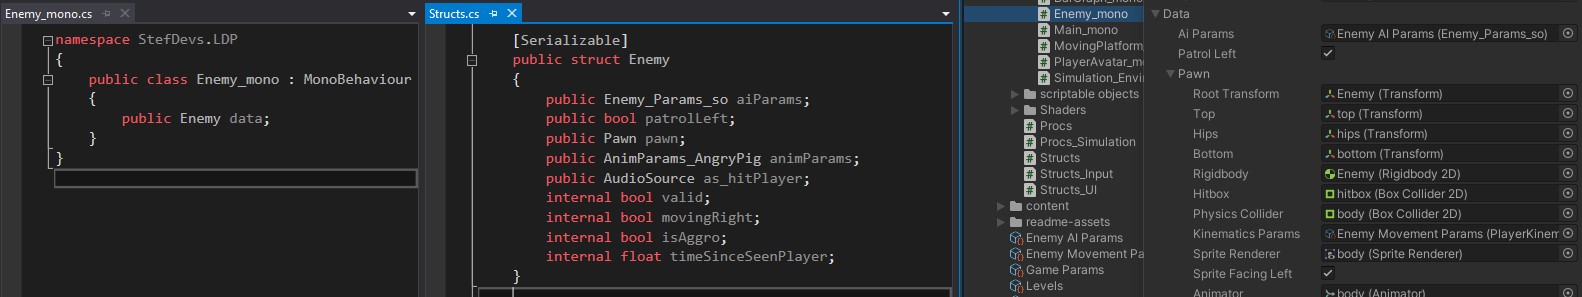 Enemy_mono.cs
namespace StefDevs.LDP
{
public class Enemy_mono : MonoBehaviour
{
public Enemy data;
}
}
Structs.cs
[Serializable]
public struct Enemy
{
public Enemy_Params_so aiParams;
public bool patrolLeft;
public Pawn pawn;
public AnimParams_AngryPig animParams;
public AudioSource as_hitPlayer;
internal bool valid;
internal bool movingRight;
internal bool isAggro;
internal float timeSinceSeenPlayer;
}
Enemy_mono
Main_mono
MovingPlatform_
PlayerAvatar_m
Simulation_Envi
scriptable objects
Shaders
Procs
Procs_Simulation
Structs
Structs_Input
Structs_UI
content
readme-assets
Enemy AI Params
Enemy Movement Pa
Game Params
Levels
Data
Ai Params
Enemy AI Params (Enemy_Params_so)
Patrol Left
Pawn
Root Transform
Enemy (Transform)
Top
top (Transform)
Hips
hips (Transform)
Bottom
bottom (Transform)
Rigidbody
Enemy (Rigidbody 2D)
Hitbox
hitbox (Box Collider 2D)
Physics Collider
body (Box Collider 2D)
Kinematics Params
Enemy Movement Params (PlayerKinem
Sprite Renderer
body (Sprite Renderer)
Sprite Facing Left
Animator
body (Animator)